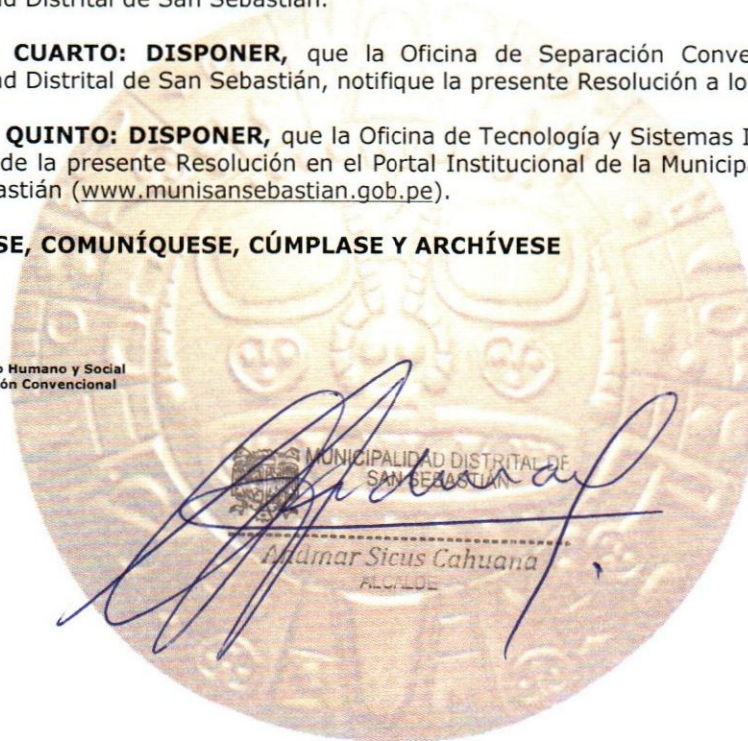 ad Distrital de San Sebastián.
CUARTO: DISPONER, que la Oficina de Separación Conve
ad Distrital de San Sebastián, notifique la presente Resolución a lo
QUINTO: DISPONER, que la Oficina de Tecnología y Sistemas I
de la presente Resolución en el Portal Institucional de la Municipa
astián (www.munisansebastian.gob.pe).
SE, COMUNÍQUESE, CÚMPLASE Y ARCHÍVESE
o Humano y Social
ón Convencional
MUNICIPALIDAD DISTRITAL DE
SAN SEBASTIÁN
Sicus Cahuana
ALCALDE